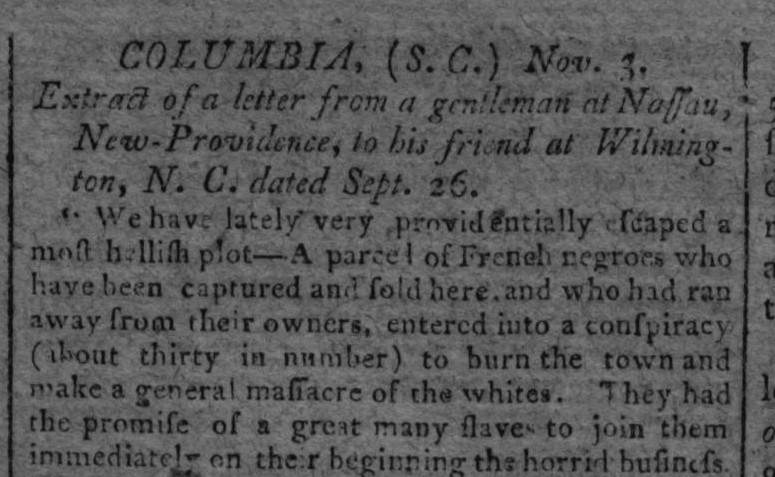 COLUMBIA, (S. C.) Nov. 3.
Extract of a letter from a gentleman at Naſſau,
New-Providence, to his friend at Wilming-
ton, N. C. dated Sept. 26.
“ We have lately very providentially eſcaped a
moſt helliſh plot—A parcel of French negroes who
have been captured and ſold here, and who had ran
away from their owners, entered into a conſpiracy
(about thirty in number) to burn the town and
make a general maſſacre of the whites. They had
the promiſe of a great many ſlaves to join them
immediately on their beginning the horrid buſineſs.